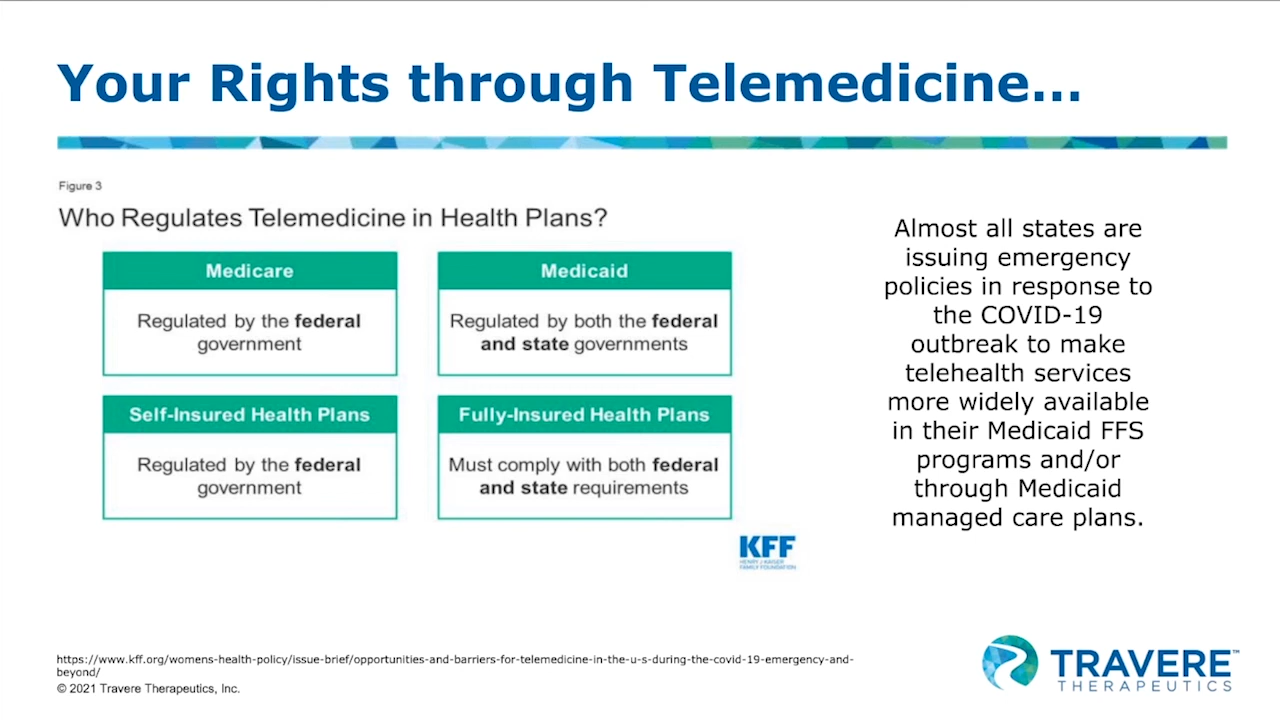 Your Rights through Telemedicine...
Figure 3
Who Regulates Telemedicine in Health Plans?
Medicare
Regulated by the federal
government
Medicaid
Regulated by both the federal
and state governments
Self-Insured Health Plans
Regulated by the federal
government
Fully-Insured Health Plans
Must comply with both federal
and state requirements
KFF
HENRY J KAISER
FAMILY FOUNDATION
Almost all states are
issuing emergency
policies in response to
the COVID-19
outbreak to make
telehealth services
more widely available
in their Medicaid FFS
programs and/or
through Medicaid
managed care plans.
https://www.kff.org/womens-health-policy/issue-brief/opportunities-and-barriers-for-telemedicine-in-the-u-s-during-the-covid-19-emergency-and-
beyond/
© 2021 Travere Therapeutics, Inc.
TRAVERE™
THERAPEUTICS